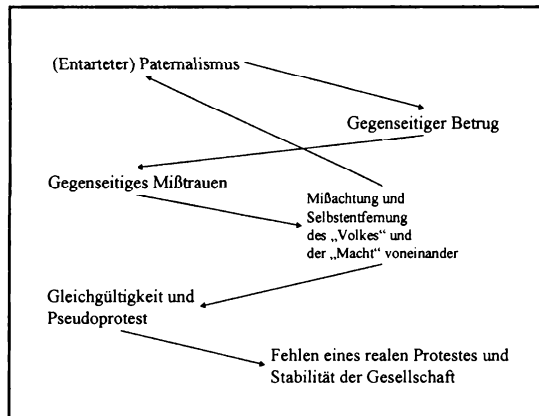 (Entarteter) Paternalismus
Gegenseitiger Betrug
Gegenseitiges Mißtrauen
Mißachtung und
Selbstentfernung
des „Volkes“ und
der „Macht“ voneinander
Gleichgültigkeit und
Pseudoprotest
Fehlen eines realen Protestes und
Stabilität der Gesellschaft